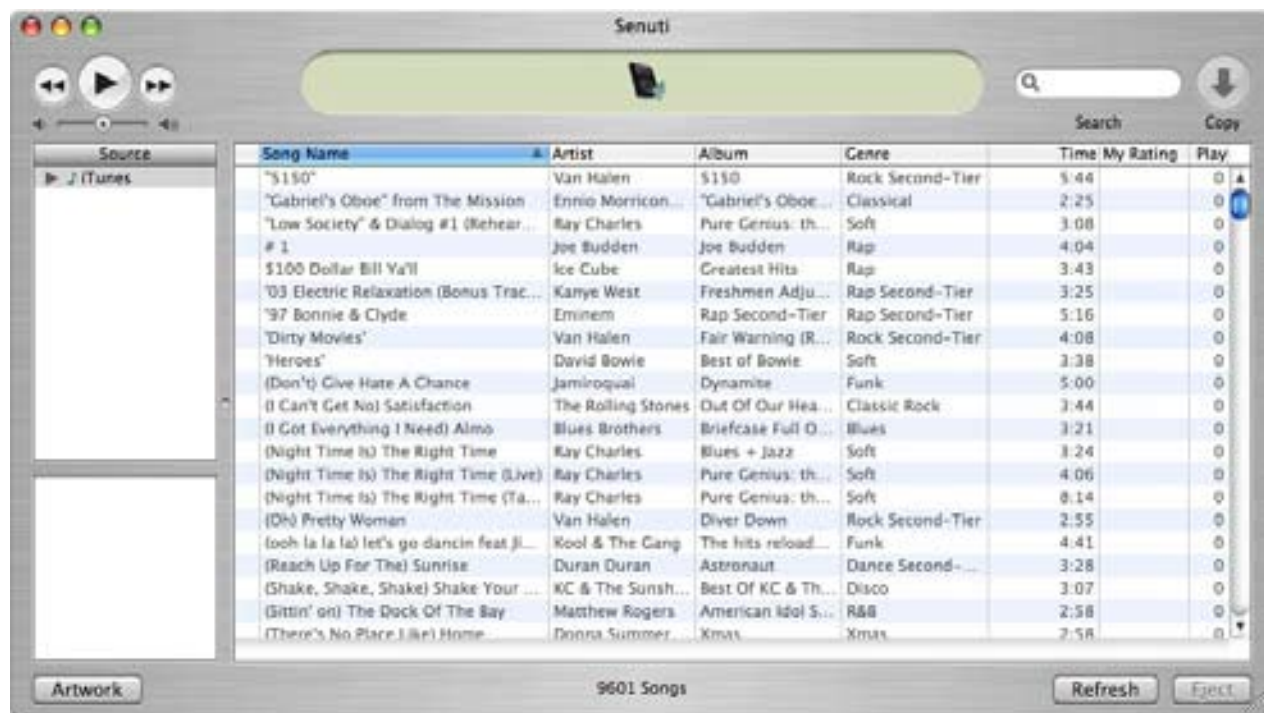 Senuti
Search Copy
Source
iTunes
Song Name Artist Album Genre Time My Rating Play
"5150" Van Halen 5150 Rock Second-Tier 5:44 0
"Gabriel's Oboe" from The Mission Ennio Morricon... "Gabriel's Oboe... Classical 2:25 0
"Low Society" & Dialog #1 (Rehear... Ray Charles Pure Genius: th... Soft 3:08 0
# 1 Joe Budden Joe Budden Rap 4:04 0
$100 Dollar Bill Ya'll Ice Cube Greatest Hits Rap 3:43 0
'03 Electric Relaxation (Bonus Trac... Kanye West Freshmen Adju... Rap Second-Tier 3:25 0
'97 Bonnie & Clyde Eminem Rap Second-Tier Rap Second-Tier 5:16 0
'Dirty Movies' Van Halen Fair Warning (R... Rock Second-Tier 4:08 0
'Heroes' David Bowie Best of Bowie Soft 3:38 0
(Don't) Give Hate A Chance Jamiroquai Dynamite Funk 5:00 0
(I Can't Get No) Satisfaction The Rolling Stones Out Of Our Hea... Classic Rock 3:44 0
(I Got Everything I Need) Almo Blues Brothers Briefcase Full O... Blues 3:21 0
(Night Time Is) The Right Time Ray Charles Blues + Jazz Soft 3:24 0
(Night Time Is) The Right Time (Live) Ray Charles Pure Genius: th... Soft 4:06 0
(Night Time Is) The Right Time (Ta... Ray Charles Pure Genius: th... Soft 8:14 0
(Oh) Pretty Woman Van Halen Diver Down Rock Second-Tier 2:55 0
(ooh la la la) let's go dancin feat Ji... Kool & The Gang The hits reload... Funk 4:41 0
(Reach Up For The) Sunrise Duran Duran Astronaut Dance Second-... 3:28 0
(Shake, Shake, Shake) Shake Your ... KC & The Sunsh... Best Of KC & Th... Disco 3:07 0
(Sittin' on) The Dock Of The Bay Matthew Rogers American Idol S... R&B 2:58 0
(There's No Place Like) Home Donna Summer Xmas Xmas 2:58 0
Artwork 9601 Songs Refresh Eject